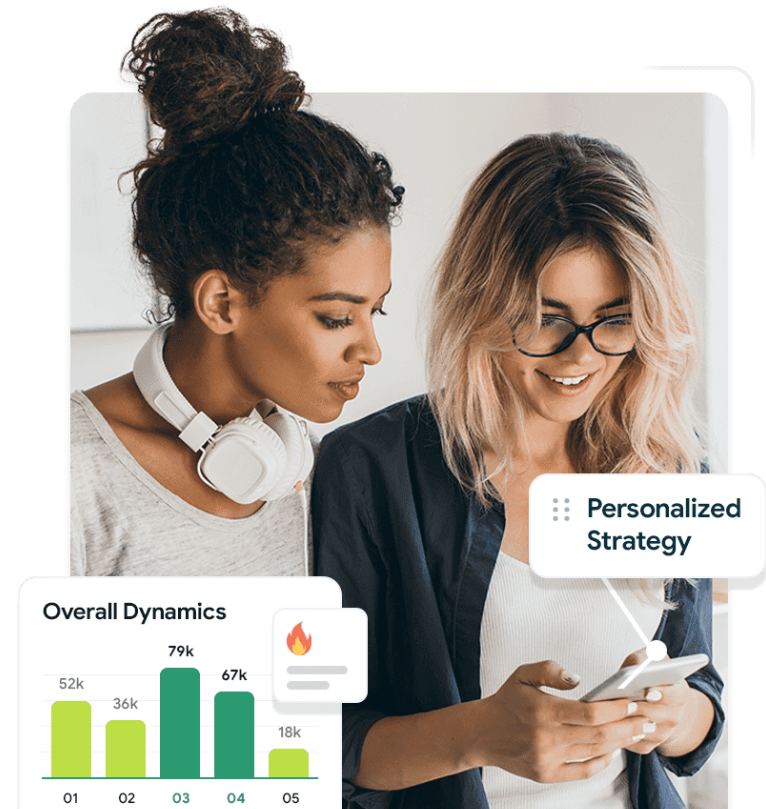 Personalized
Strategy
Overall Dynamics
79k
67k
52k
36k
18k
01 02 03 04 05